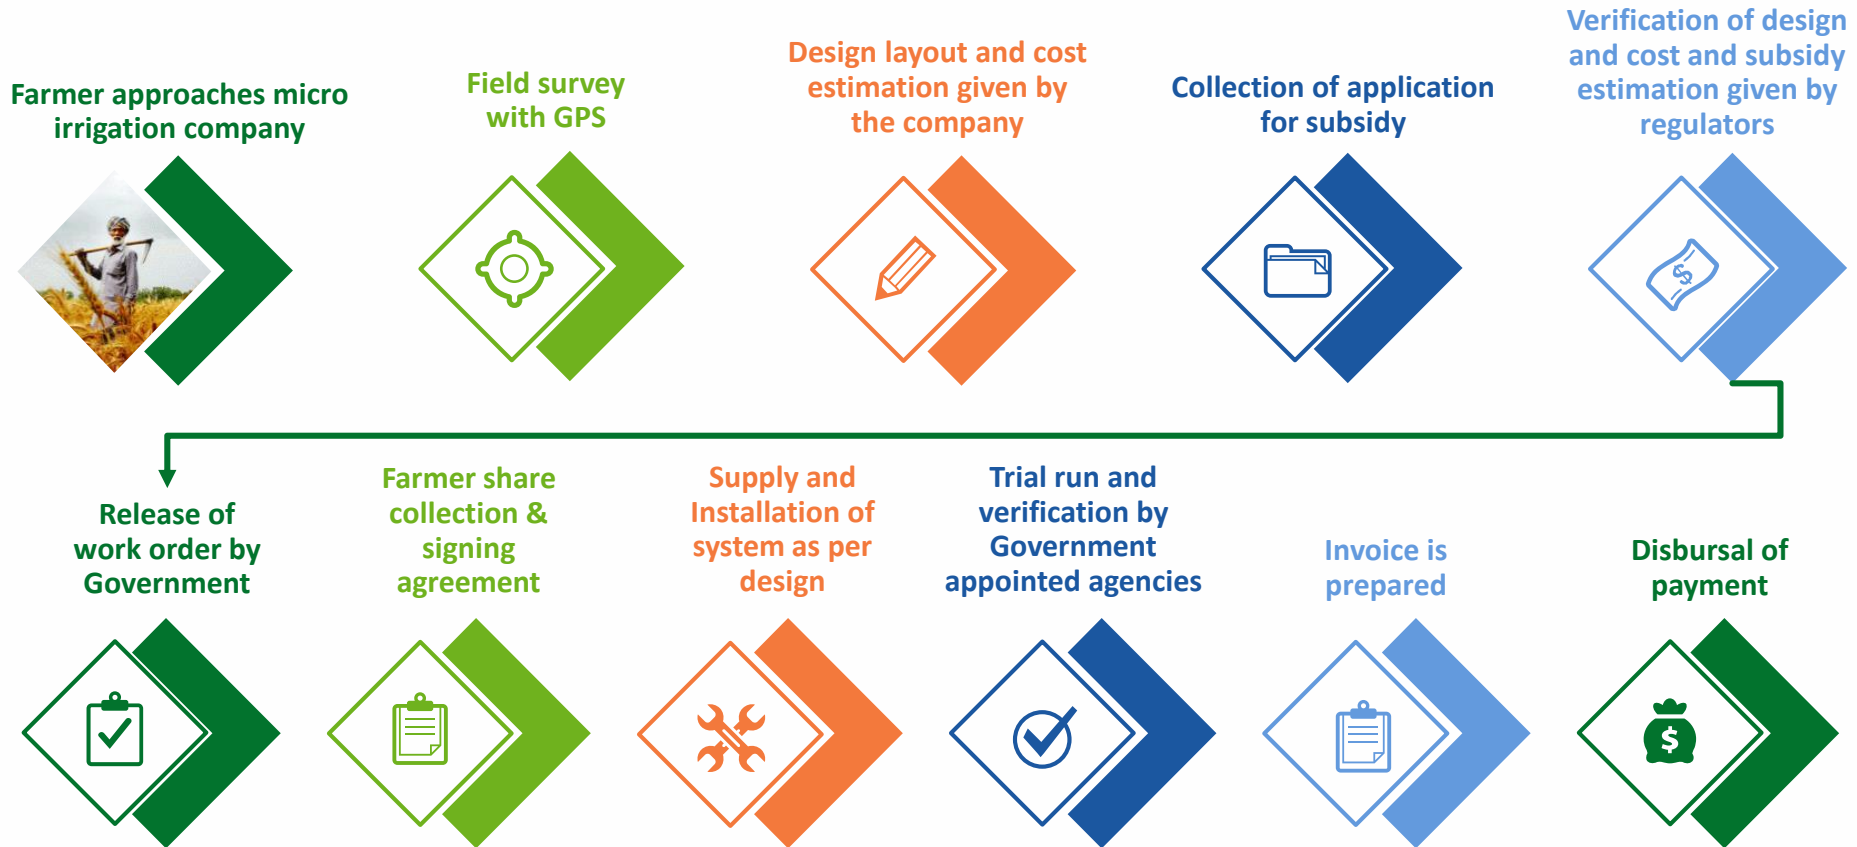 Farmer approaches micro
irrigation company
Field survey
with GPS
Design layout and cost
estimation given by
the company
Collection of application
for subsidy
Verification of design
and cost and subsidy
estimation given by
regulators
$
Release of
work order by
Government
Farmer share
collection &
signing
agreement
Supply and
Installation of
system as per
design
Trial run and
verification by
Government
appointed agencies
Invoice is
prepared
Disbursal of
payment
$